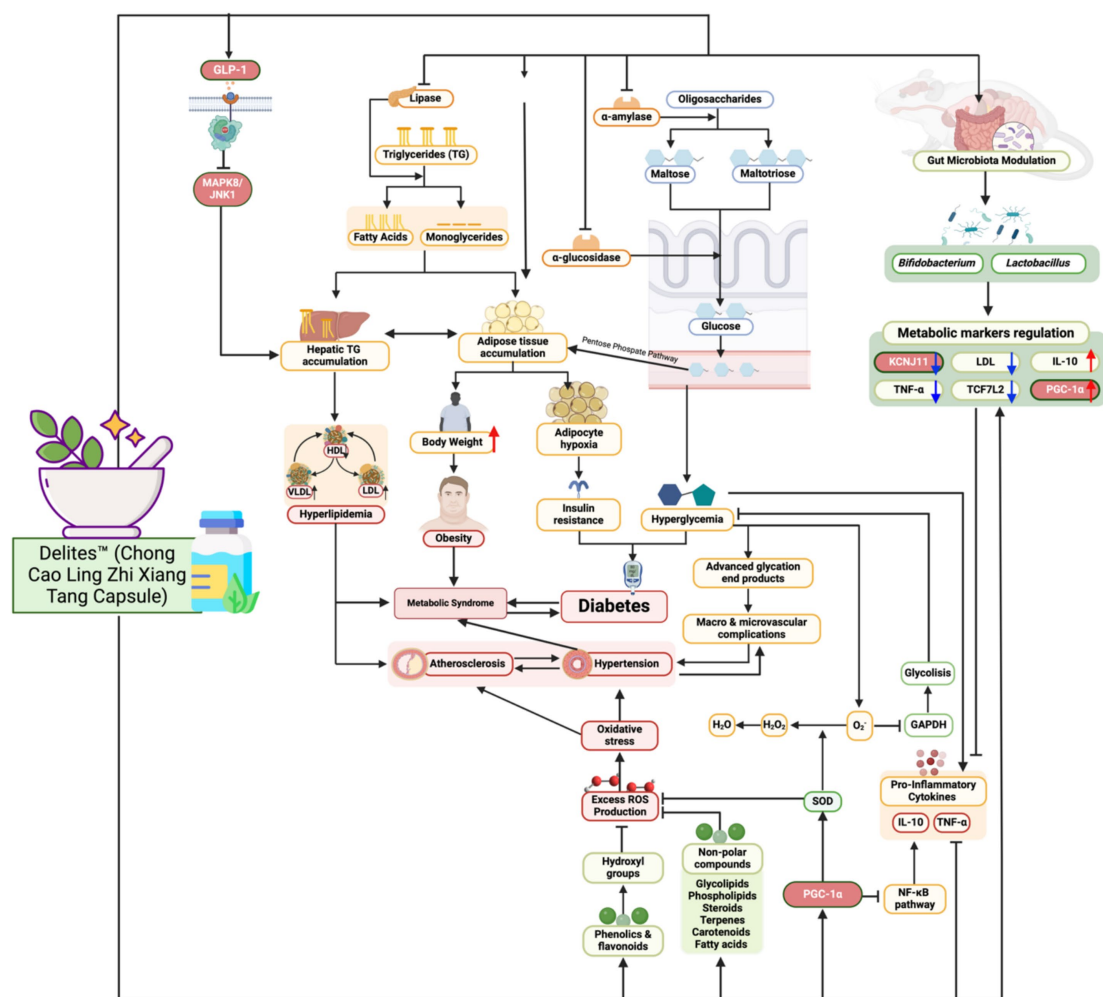 GLP-1
MAPK8/
JNK1
Lipase
Triglycerides (TG)
Fatty Acids
Monoglycerides
α-amylase
Oligosaccharides
Maltose
Maltotriose
α-glucosidase
Glucose
Pentose Phospate Pathway
Gut Microbiota Modulation
Bifidobacterium
Lactobacillus
Metabolic markers regulation
KCNJ11
LDL
IL-10
TNF-α
TCF7L2
PGC-1α
Hepatic TG
accumulation
Adipose tissue
accumulation
Body Weight
Adipocyte
hypoxia
HDL
VLDL
LDL
Hyperlipidemia
Obesity
Insulin
resistance
Hyperglycemia
Delites™ (Chong
Cao Ling Zhi Xiang
Tang Capsule)
Metabolic Syndrome
Diabetes
Advanced glycation
end products
Macro & microvascular
complications
Atherosclerosis
Hypertension
Glycolisis
Oxidative
stress
H₂O
H₂O₂
O₂⁻
GAPDH
Excess ROS
Production
SOD
Pro-Inflammatory
Cytokines
IL-10
TNF-α
Hydroxyl
groups
Non-polar
compounds
Glycolipids
Phospholipids
Steroids
Terpenes
Carotenoids
Fatty acids
PGC-1α
NF-κB
pathway
Phenolics &
flavonoids